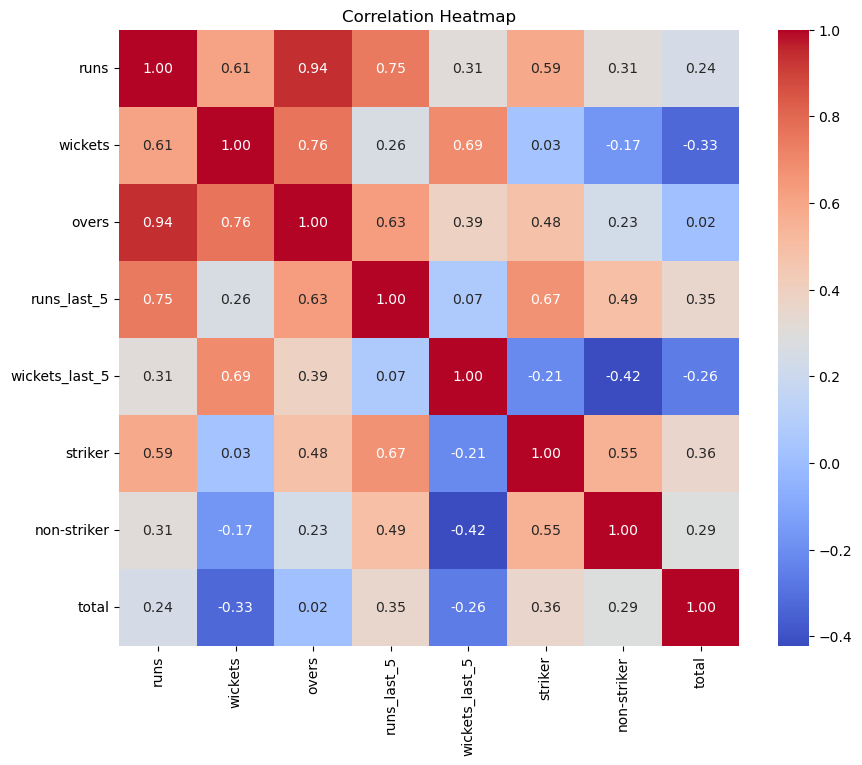 Correlation Heatmap
runs 1.00 0.61 0.94 0.75 0.31 0.59 0.31 0.24
wickets 0.61 1.00 0.76 0.26 0.69 0.03 -0.17 -0.33
overs 0.94 0.76 1.00 0.63 0.39 0.48 0.23 0.02
runs_last_5 0.75 0.26 0.63 1.00 0.07 0.67 0.49 0.35
wickets_last_5 0.31 0.69 0.39 0.07 1.00 -0.21 -0.42 -0.26
striker 0.59 0.03 0.48 0.67 -0.21 1.00 0.55 0.36
non-striker 0.31 -0.17 0.23 0.49 -0.42 0.55 1.00 0.29
total 0.24 -0.33 0.02 0.35 -0.26 0.36 0.29 1.00
runs
wickets
overs
runs_last_5
wickets_last_5
striker
non-striker
total
1.0
0.8
0.6
0.4
0.2
0.0
−0.2
−0.4